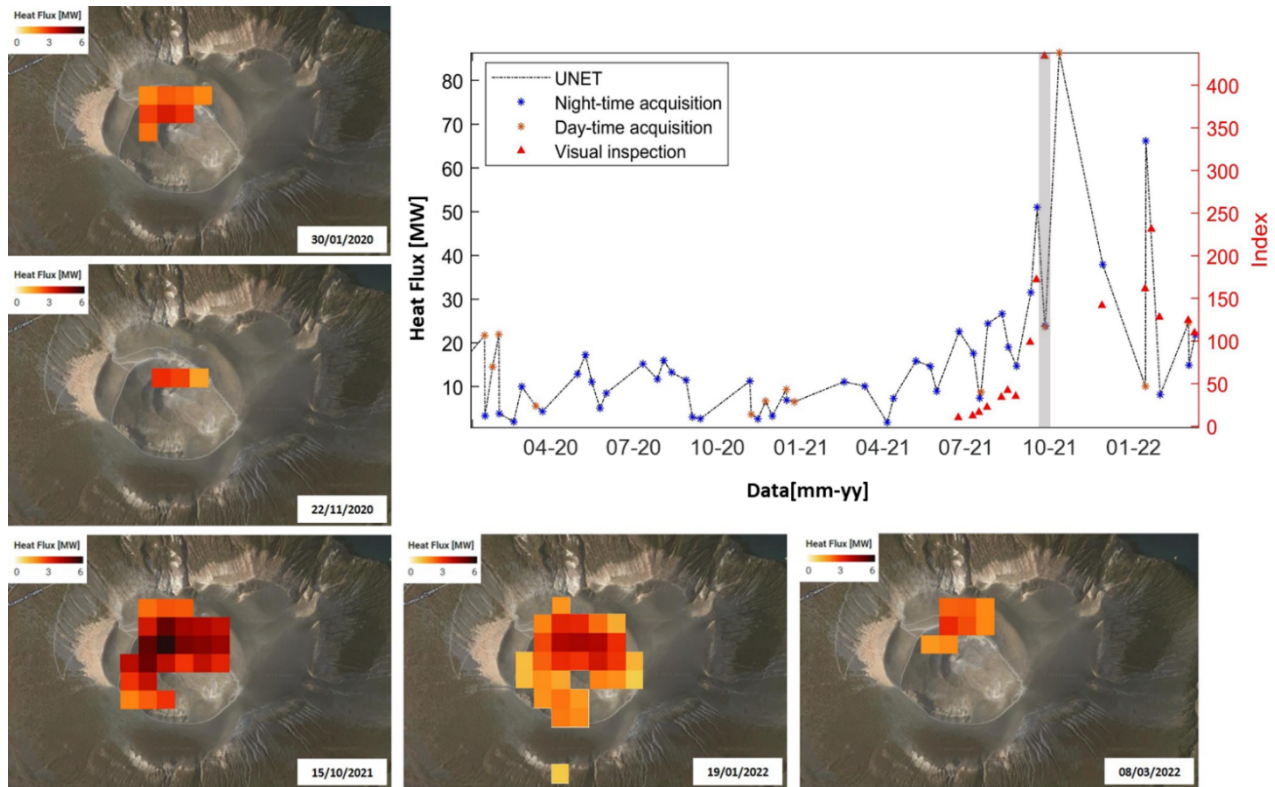 Heat Flux [MW]
0 3 6
30/01/2020
Heat Flux [MW]
0 3 6
22/11/2020
80
70
60
50
40
30
20
10
Heat Flux [MW]
UNET
Night-time acquisition
Day-time acquisition
Visual inspection
400
350
300
250
200
150
100
50
0
Index
04-20 07-20 10-20 01-21 04-21 07-21 10-21 01-22
Data[mm-yy]
Heat Flux [MW]
0 3 6
15/10/2021
Heat Flux [MW]
0 3 6
19/01/2022
Heat Flux [MW]
0 3 6
08/03/2022